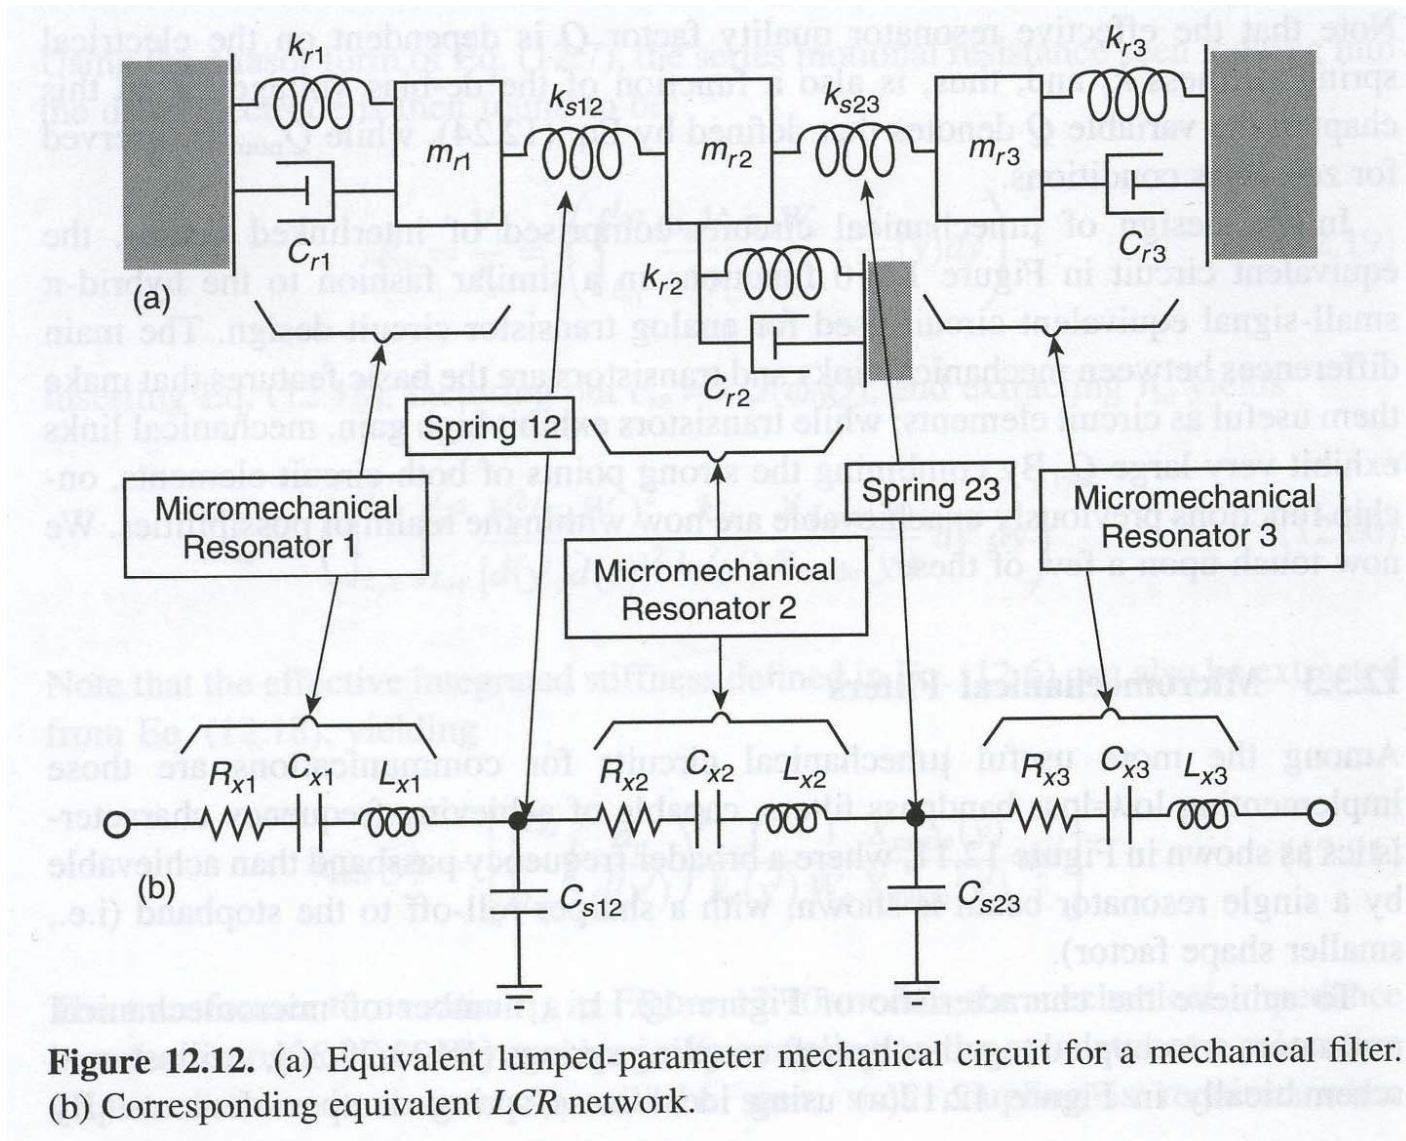 k_r1
k_r3
k_s12
k_s23
m_r1
m_r2
m_r3
C_r1
C_r3
k_r2
(a)
C_r2
Spring 12
Spring 23
Micromechanical
Resonator 1
Micromechanical
Resonator 3
Micromechanical
Resonator 2
R_x1 C_x1 L_x1
R_x2 C_x2 L_x2
R_x3 C_x3 L_x3
(b)
C_s12
C_s23
Figure 12.12. (a) Equivalent lumped-parameter mechanical circuit for a mechanical filter.
(b) Corresponding equivalent LCR network.